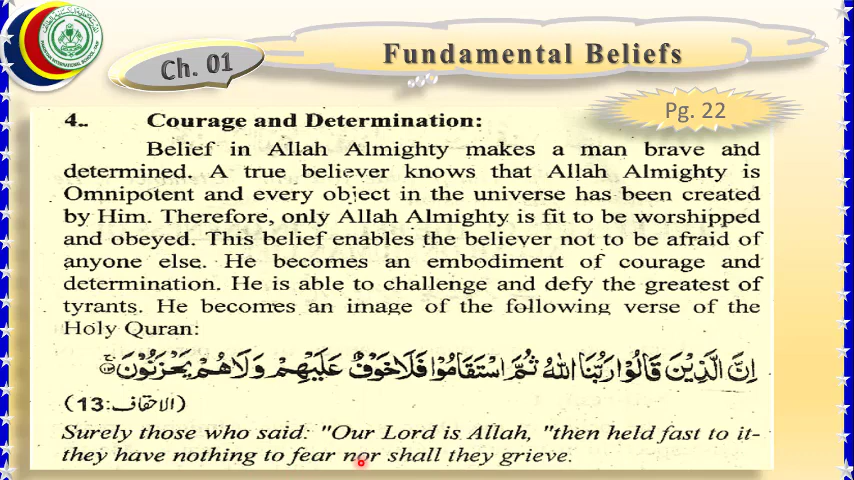 Ch. 01
Fundamental Beliefs
Pg. 22
4.. Courage and Determination:
Belief in Allah Almighty makes a man brave and
determined. A true believer knows that Allah Almighty is
Omnipotent and every object in the universe has been created
by Him. Therefore, only Allah Almighty is fit to be worshipped
and obeyed. This belief enables the believer not to be afraid of
anyone else. He becomes an embodiment of courage and
determination. He is able to challenge and defy the greatest of
tyrants. He becomes an image of the following verse of the
Holy Quran:
اِنَّ الَّذِيْنَ قَالُوْا رَبُّنَا اللّٰهُ ثُمَّ اسْتَقَامُوْا فَلَا خَوْفٌ عَلَيْهِمْ وَلَا هُمْ يَحْزَنُوْنَ
(الاحقاف:13)
Surely those who said: "Our Lord is Allah, "then held fast to it-
they have nothing to fear nor shall they grieve.